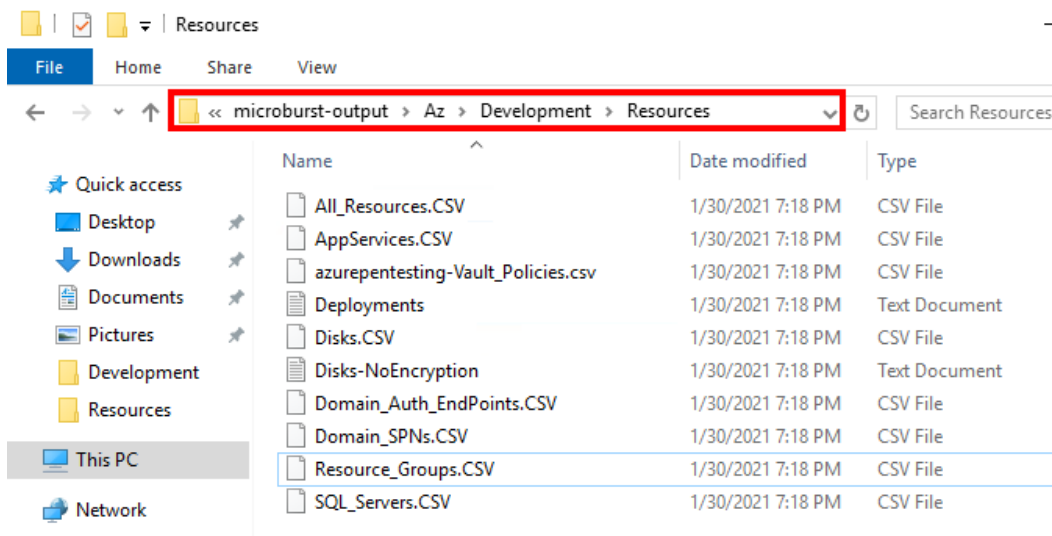 Resources
File Home Share View
« microburst-output > Az > Development > Resources Search Resources
Name Date modified Type
Quick access
Desktop
Downloads
Documents
Pictures
Development
Resources
This PC
Network
All_Resources.CSV 1/30/2021 7:18 PM CSV File
AppServices.CSV 1/30/2021 7:18 PM CSV File
azurepentesting-Vault_Policies.csv 1/30/2021 7:18 PM CSV File
Deployments 1/30/2021 7:18 PM Text Document
Disks.CSV 1/30/2021 7:18 PM CSV File
Disks-NoEncryption 1/30/2021 7:18 PM Text Document
Domain_Auth_EndPoints.CSV 1/30/2021 7:18 PM CSV File
Domain_SPNs.CSV 1/30/2021 7:18 PM CSV File
Resource_Groups.CSV 1/30/2021 7:18 PM CSV File
SQL_Servers.CSV 1/30/2021 7:18 PM CSV File